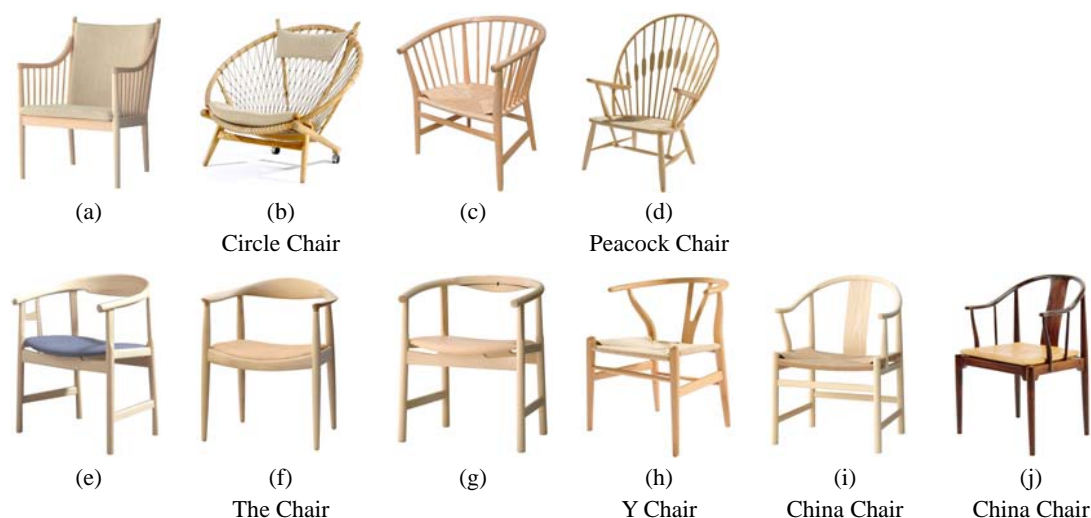 (a) (b) (c) (d)
Circle Chair Peacock Chair
(e) (f) (g) (h) (i) (j)
The Chair Y Chair China Chair China Chair